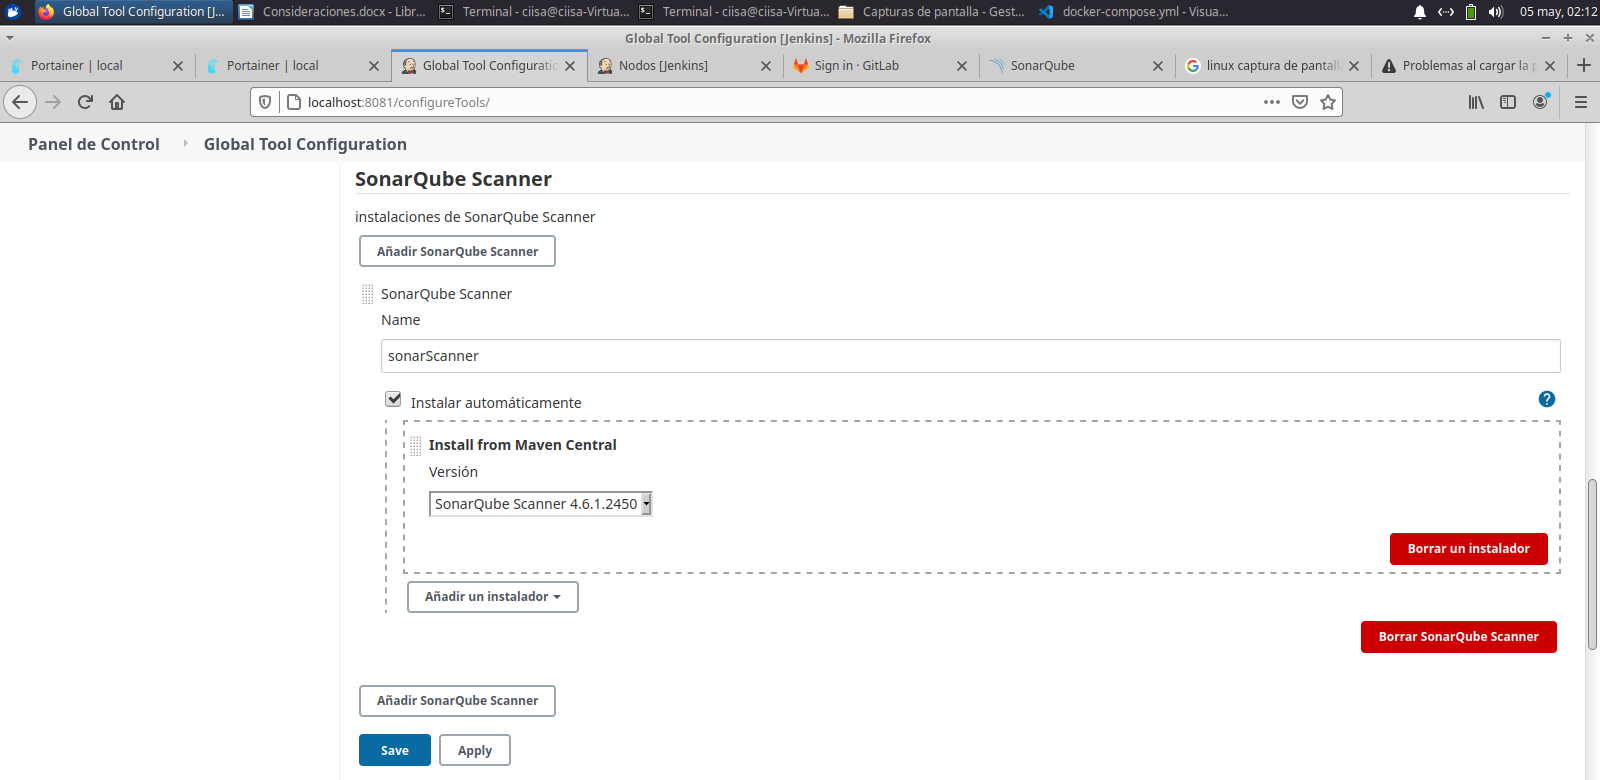 Global Tool Configuration [J... Consideraciones.docx - Libr... Terminal - ciisa@ciisa-Virtua... Terminal - ciisa@ciisa-Virtua... Capturas de pantalla - Gest... docker-compose.yml - Visua... 05 may, 02:12
Global Tool Configuration [Jenkins] - Mozilla Firefox
Portainer | local Portainer | local Global Tool Configuratio Nodos [Jenkins] Sign in · GitLab SonarQube linux captura de pantall Problemas al cargar la p
localhost:8081/configureTools/
Panel de Control Global Tool Configuration
SonarQube Scanner
instalaciones de SonarQube Scanner
Añadir SonarQube Scanner
SonarQube Scanner
Name
sonarScanner
Instalar automáticamente
?
Install from Maven Central
Versión
SonarQube Scanner 4.6.1.2450
Borrar un instalador
Añadir un instalador
Borrar SonarQube Scanner
Añadir SonarQube Scanner
Save Apply